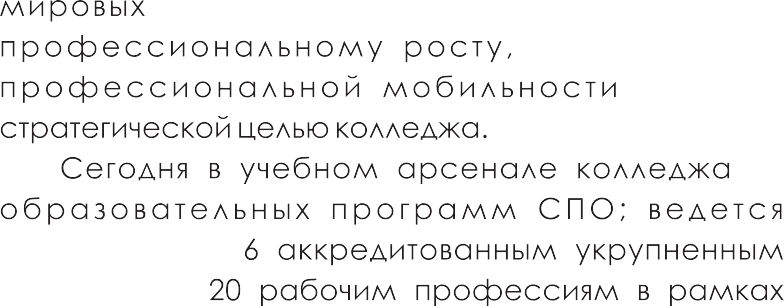 мировых
профессиональному росту,
профессиональной мобильности
стратегической целью колледжа.
Сегодня в учебном арсенале колледжа
образовательных программ СПО; ведется
6 аккредитованным укрупненным
20 рабочим профессиям в рамках